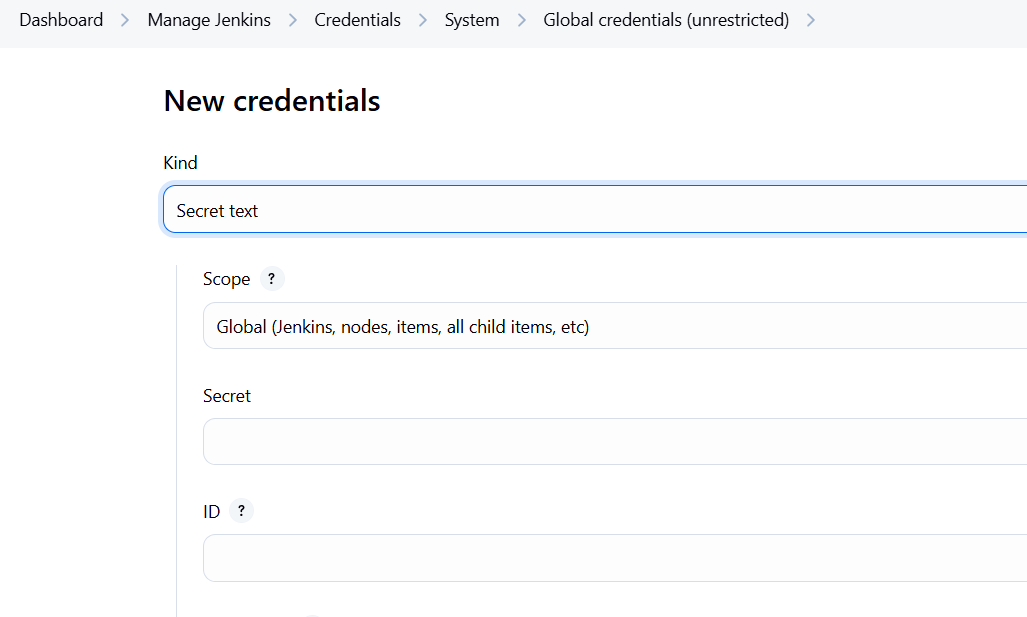 Dashboard > Manage Jenkins > Credentials > System > Global credentials (unrestricted) >
New credentials
Kind
Secret text
Scope ?
Global (Jenkins, nodes, items, all child items, etc)
Secret
ID ?